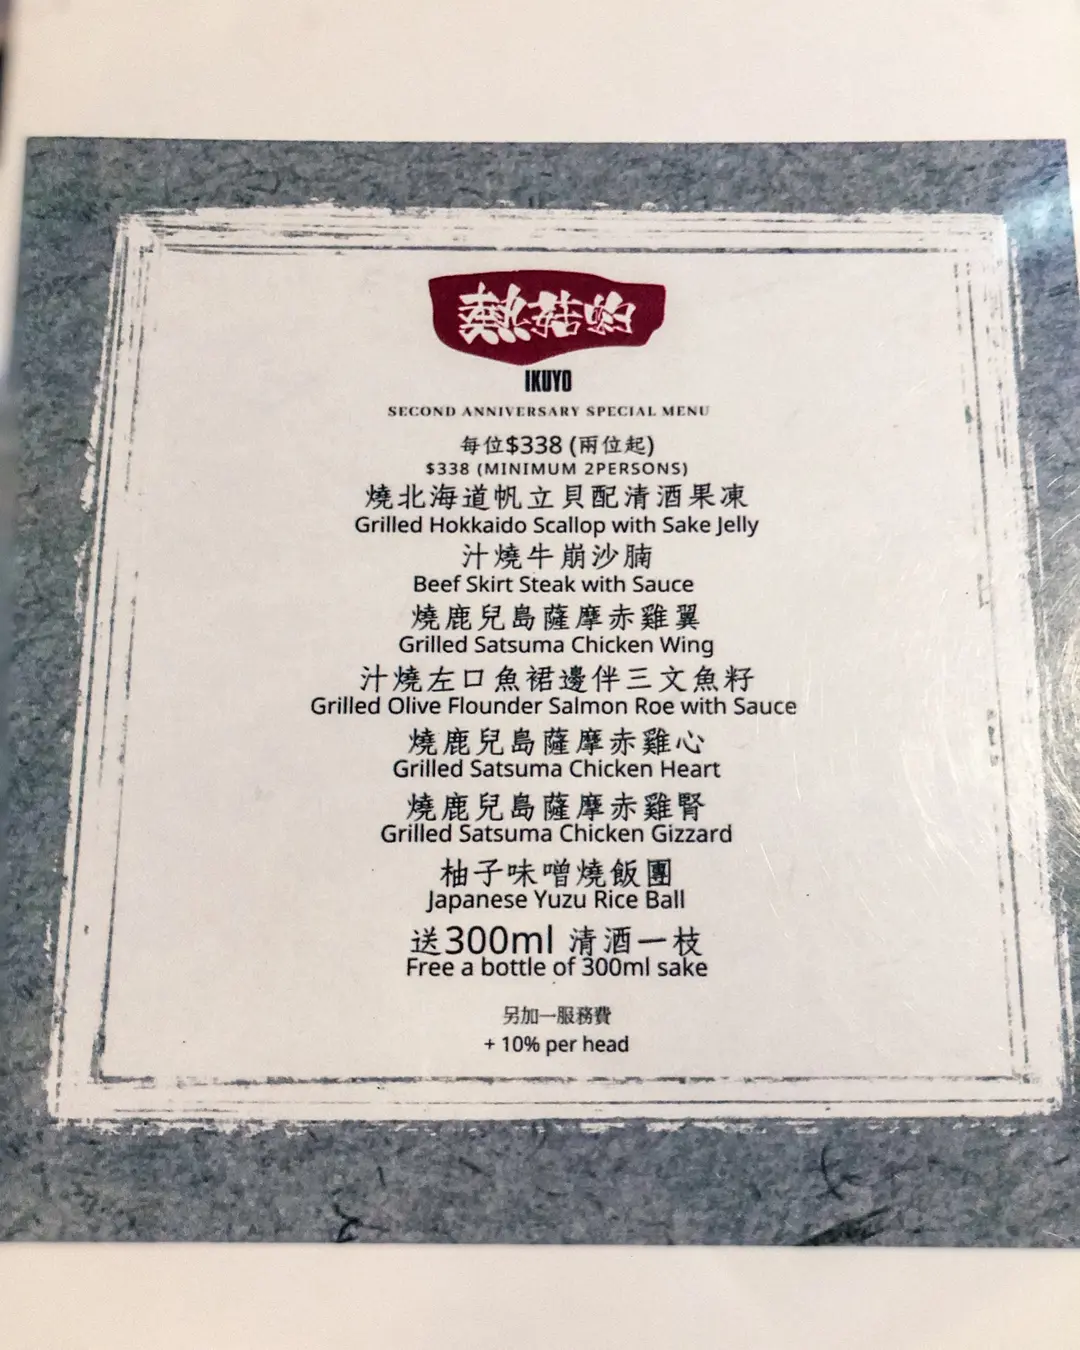 熱菇喲
IKUYO
SECOND ANNIVERSARY SPECIAL MENU
每位$338 (兩位起)
$338 (MINIMUM 2PERSONS)
燒北海道帆立貝配清酒果凍
Grilled Hokkaido Scallop with Sake Jelly
汁燒牛崩沙腩
Beef Skirt Steak with Sauce
燒鹿兒島薩摩赤雞翼
Grilled Satsuma Chicken Wing
汁燒左口魚裙邊伴三文魚籽
Grilled Olive Flounder Salmon Roe with Sauce
燒鹿兒島薩摩赤雞心
Grilled Satsuma Chicken Heart
燒鹿兒島薩摩赤雞腎
Grilled Satsuma Chicken Gizzard
柚子味噌燒飯團
Japanese Yuzu Rice Ball
送300ml 清酒一枝
Free a bottle of 300ml sake
另加一服務費
+ 10% per head